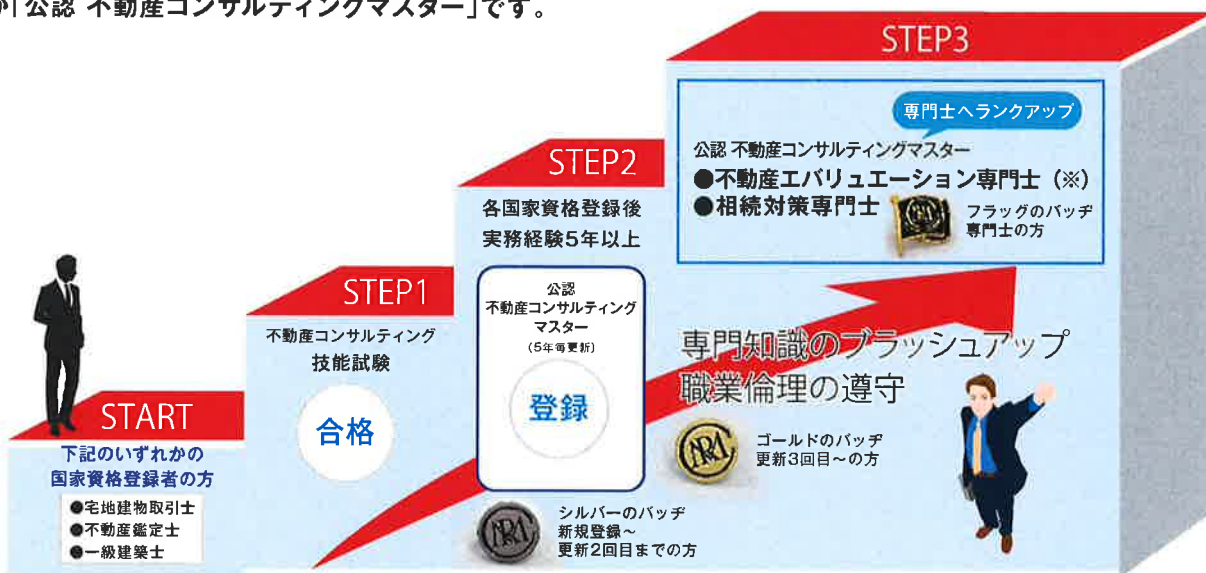 が「公認 不動産コンサルティングマスター」です。
START
下記のいずれかの
国家資格登録者の方
●宅地建物取引士
●不動産鑑定士
●一級建築士
STEP1
不動産コンサルティング
技能試験
合格
STEP2
各国家資格登録後
実務経験5年以上
公認
不動産コンサルティング
マスター
(5年毎更新)
登録
シルバーのバッヂ
新規登録～
更新2回目までの方
STEP3
専門士へランクアップ
公認 不動産コンサルティングマスター
●不動産エバリュエーション専門士（※）
●相続対策専門士
フラッグのバッヂ
専門士の方
専門知識のブラッシュアップ
職業倫理の遵守
ゴールドのバッヂ
更新3回目～の方